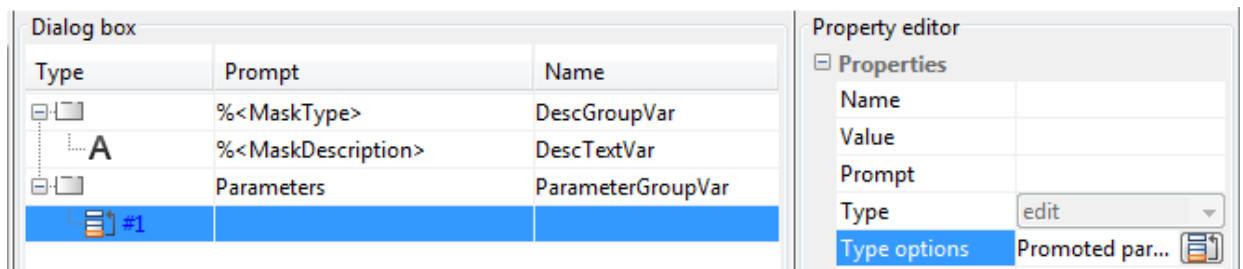 Dialog box
Type Prompt Name
%<MaskType> DescGroupVar
A %<MaskDescription> DescTextVar
Parameters ParameterGroupVar
#1
Property editor
Properties
Name
Value
Prompt
Type edit
Type options Promoted par...